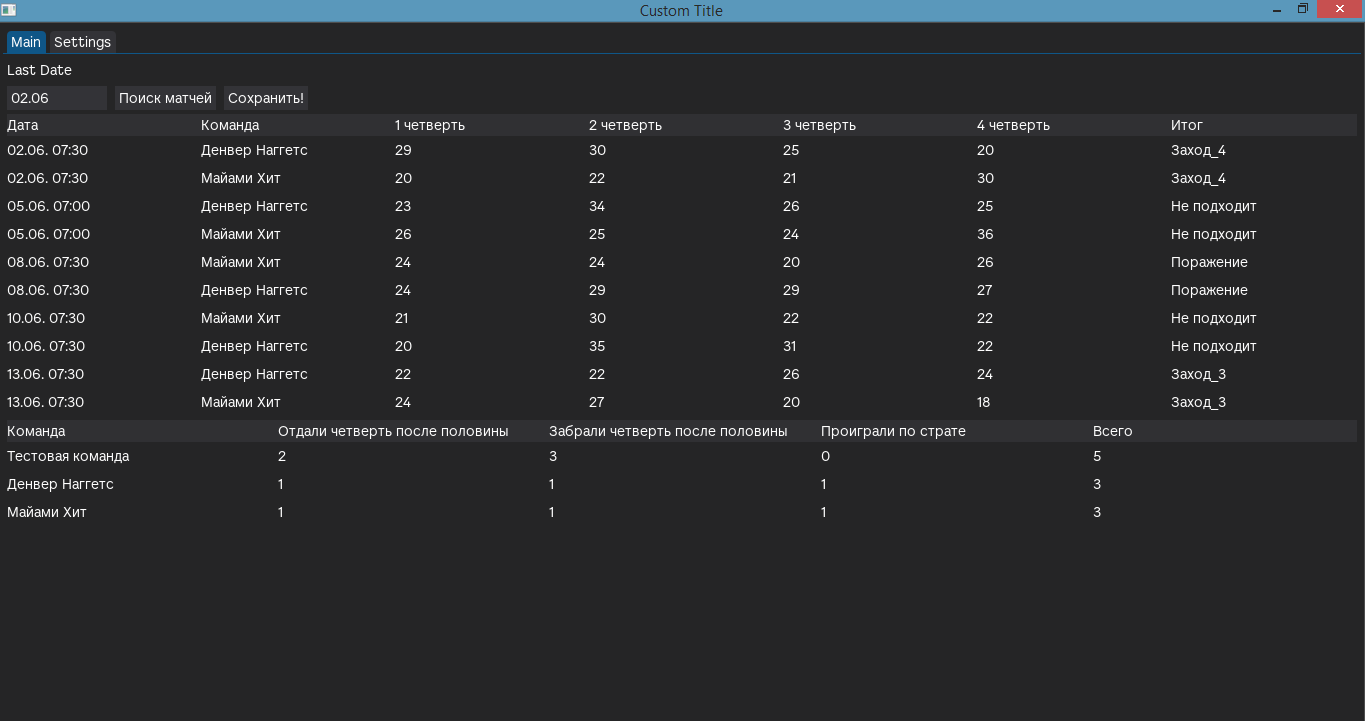 Custom Title
Main Settings
Last Date
02.06 Поиск матчей Сохранить!
Дата Команда 1 четверть 2 четверть 3 четверть 4 четверть Итог
02.06. 07:30 Денвер Наггетс 29 30 25 20 Заход_4
02.06. 07:30 Майами Хит 20 22 21 30 Заход_4
05.06. 07:00 Денвер Наггетс 23 34 26 25 Не подходит
05.06. 07:00 Майами Хит 26 25 24 36 Не подходит
08.06. 07:30 Майами Хит 24 24 20 26 Поражение
08.06. 07:30 Денвер Наггетс 24 29 29 27 Поражение
10.06. 07:30 Майами Хит 21 30 22 22 Не подходит
10.06. 07:30 Денвер Наггетс 20 35 31 22 Не подходит
13.06. 07:30 Денвер Наггетс 22 22 26 24 Заход_3
13.06. 07:30 Майами Хит 24 27 20 18 Заход_3
Команда Отдали четверть после половины Забрали четверть после половины Проиграли по страте Всего
Тестовая команда 2 3 0 5
Денвер Наггетс 1 1 1 3
Майами Хит 1 1 1 3